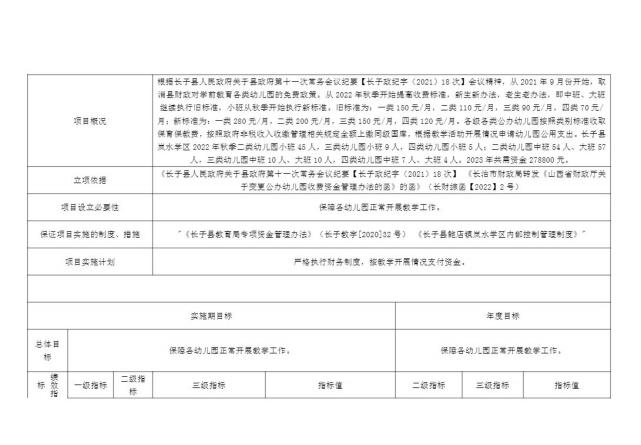 根据长子县人民政府关于县政府第十一次常务会议纪要【长子政纪字（2021）18次】会议精神，从2021年9月份开始，取
消县财政对学前教育各类幼儿园的免费政策。从2022年秋季开始提高收费标准，新生新办法，老生老办法，即中班、大班
继续执行旧标准，小班从秋季开始执行新标准。旧标准为：一类150元/月，二类110元/月，三类90元/月，四类70元/
月；新标准为：一类280元/月，二类200元/月，三类150元/月，四类120元/月。各级各类公办幼儿园按照类别标准收取
项目概况
保育保教费，按照政府非税收入收缴管理相关规定全额上缴同级国库，根据教学活动开展情况申请幼儿园公用支出。长子县
岚水学区2022年秋季二类幼儿园小班45人，三类幼儿园小班9人，四类幼儿园小班5人；二类幼儿园中班54人，大班57
人，三类幼儿园中班10人、大班10人，四类幼儿园中班7人、大班4人。2023年共需资金278800元。
立项依据
《长子县人民政府关于县政府第十一次常务会议纪要【长子政纪字（2021）18次】 《长治市财政局转发《山西省财政厅关
于变更公办幼儿园收费资金管理办法的函》的函》（长财综函【2022】2号）
项目设立必要性
保障各幼儿园正常开展教学工作。
保证项目实施的制度、措施
"《长子县教育局专项资金管理办法》（长子教字[2020]32号） 《长子县鲍店镇岚水学区内部控制管理制度》"
项目实施计划
严格执行财务制度，按教学开展情况支付资金。
实施期目标
年度目标
总体目
标
保障各幼儿园正常开展教学工作。
保障各幼儿园正常开展教学工作。
绩
效指
标
一级指标
二级指
标
三级指标
指标值
二级指标
三级指标
指标值